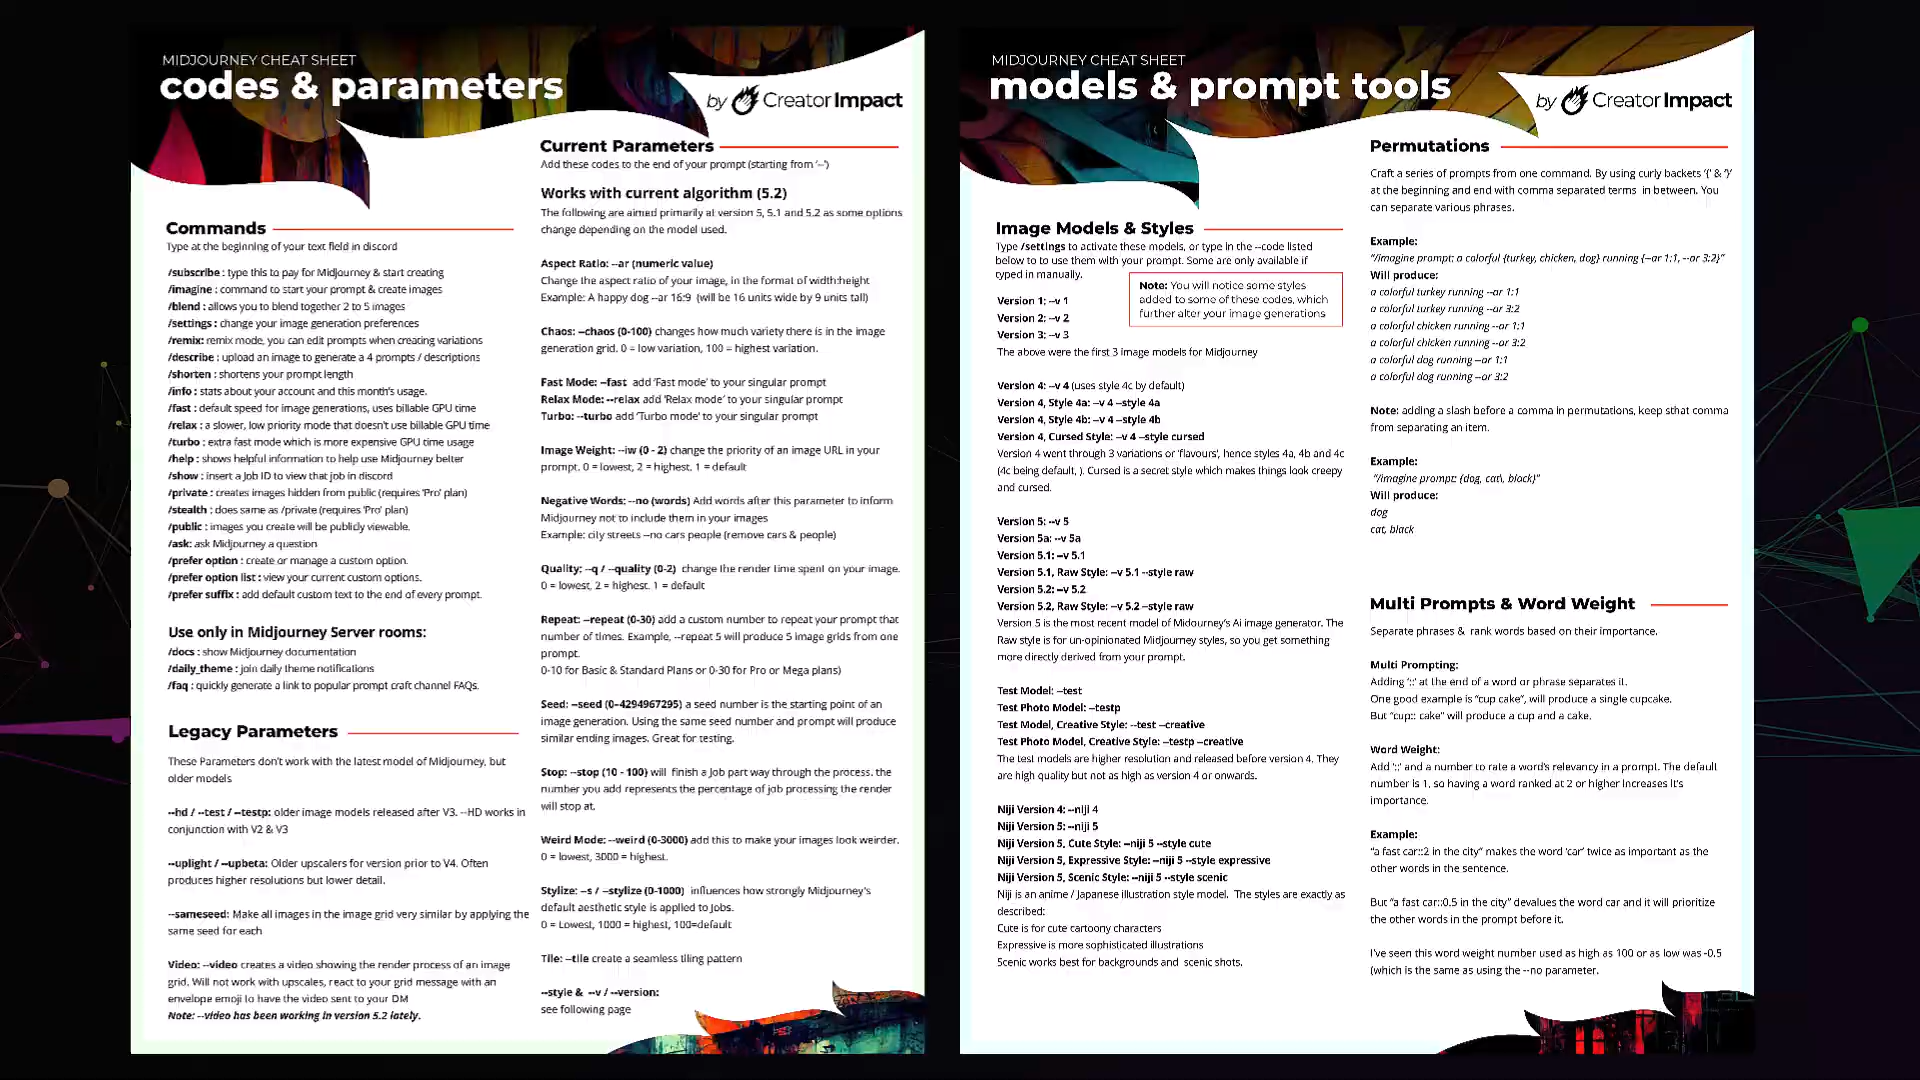 MIDJOURNEY CHEAT SHEET
codes & parameters
by CreatorImpact
Commands
Type at the beginning of your text field in discord
/subscribe : type this to pay for Midjourney & start creating
/imagine : command to start your prompt & create images
/blend : allows you to blend together 2 to 5 images
/settings : change your image generation preferences
/remix: remix mode, you can edit prompts when creating variations
/describe : upload an image to generate a 4 prompts / descriptions
/shorten : shortens your prompt length
/info : stats about your account and this month's usage.
/fast : default speed for image generations, uses billable GPU time
/relax : a slower, low priority mode that doesn't use billable GPU time
/turbo : extra fast mode which is more expensive GPU time usage
/help : shows helpful information to help use Midjourney better
/show : insert a Job ID to view that job in discord
/private : creates images hidden from public (requires 'Pro' plan)
/stealth : does same as /private (requires 'Pro' plan)
/public : images you create will be publicly viewable.
/ask: ask Midjourney a question
/prefer option : create or manage a custom option.
/prefer option list : view your current custom options.
/prefer suffix : add default custom text to the end of every prompt.
Use only in Midjourney Server rooms:
/docs : show Midjourney documentation
/daily_theme : join daily theme notifications
/faq : quickly generate a link to popular prompt craft channel FAQs.
Legacy Parameters
These Parameters don't work with the latest model of Midjourney, but
older models
--hd / --test / --testp: older image models released after V3. --HD works in
conjunction with V2 & V3
--uplight / --upbeta: Older upscalers for version prior to V4. Often
produces higher resolutions but lower detail.
--sameseed: Make all images in the image grid very similar by applying the
same seed for each
Video: --video creates a video showing the render process of an image
grid. Will not work with upscales, react to your grid message with an
envelope emoji to have the video sent to your DM
Note: --video has been working in version 5.2 lately.
Current Parameters
Add these codes to the end of your prompt (starting from '--')
Works with current algorithm (5.2)
The following are aimed primarily at version 5, 5.1 and 5.2 as some options
change depending on the model used.
Aspect Ratio: --ar (numeric value)
Change the aspect ratio of your image, in the format of width:height
Example: A happy dog --ar 16:9 (will be 16 units wide by 9 units tall)
Chaos: --chaos (0-100) changes how much variety there is in the image
generation grid. 0 = low variation, 100 = highest variation.
Fast Mode: --fast add 'Fast mode' to your singular prompt
Relax Mode: --relax add 'Relax mode' to your singular prompt
Turbo: --turbo add 'Turbo mode' to your singular prompt
Image Weight: --iw (0 - 2) change the priority of an image URL in your
prompt. 0 = lowest, 2 = highest. 1 = default
Negative Words: --no (words) Add words after this parameter to inform
Midjourney not to include them in your images
Example: city streets --no cars people (remove cars & people)
Quality: --q / --quality (0-2) change the render time spent on your image.
0 = lowest, 2 = highest. 1 = default
Repeat: --repeat (0-30) add a custom number to repeat your prompt that
number of times. Example, --repeat 5 will produce 5 image grids from one
prompt.
0-10 for Basic & Standard Plans or 0-30 for Pro or Mega plans)
Seed: --seed (0-4294967295) a seed number is the starting point of an
image generation. Using the same seed number and prompt will produce
similar ending images. Great for testing.
Stop: --stop (10 - 100) will finish a Job part way through the process. the
number you add represents the percentage of job processing the render
will stop at.
Weird Mode: --weird (0-3000) add this to make your images look weirder.
0 = lowest, 3000 = highest.
Stylize: --s / --stylize (0-1000) influences how strongly Midjourney's
default aesthetic style is applied to Jobs.
0 = Lowest, 1000 = highest, 100=default
Tile: --tile create a seamless tiling pattern
--style & --v / --version:
see following page
MIDJOURNEY CHEAT SHEET
models & prompt tools
by CreatorImpact
Image Models & Styles
Type /settings to activate these models, or type in the --code listed
below to to use them with your prompt. Some are only available if
typed in manually.
Note: You will notice some styles
added to some of these codes, which
further alter your image generations
Version 1: --v 1
Version 2: --v 2
Version 3: --v 3
The above were the first 3 image models for Midjourney
Version 4: --v 4 (uses style 4c by default)
Version 4, Style 4a: --v 4 --style 4a
Version 4, Style 4b: --v 4 --style 4b
Version 4, Cursed Style: --v 4 --style cursed
Version 4 went through 3 variations or 'flavours', hence styles 4a, 4b and 4c
(4c being default, ). Cursed is a secret style which makes things look creepy
and cursed.
Version 5: --v 5
Version 5a: --v 5a
Version 5.1: --v 5.1
Version 5.1, Raw Style: --v 5.1 --style raw
Version 5.2: --v 5.2
Version 5.2, Raw Style: --v 5.2 --style raw
Version 5 is the most recent model of Midjourney's Ai image generator. The
Raw style is for un-opinionated Midjourney styles, so you get something
more directly derived from your prompt.
Test Model: --test
Test Photo Model: --testp
Test Model, Creative Style: --test --creative
Test Photo Model, Creative Style: --testp --creative
The test models are higher resolution and released before version 4. They
are high quality but not as high as version 4 or onwards.
Niji Version 4: --niji 4
Niji Version 5: --niji 5
Niji Version 5, Cute Style: --niji 5 --style cute
Niji Version 5, Expressive Style: --niji 5 --style expressive
Niji Version 5, Scenic Style: --niji 5 --style scenic
Niji is an anime / Japanese illustration style model. The styles are exactly as
described:
Cute is for cute cartoony characters
Expressive is more sophisticated illustrations
Scenic works best for backgrounds and scenic shots.
Permutations
Craft a series of prompts from one command. By using curly backets '{' & '}'
at the beginning and end with comma separated terms in between. You
can separate various phrases.
Example:
"/imagine prompt: a colorful {turkey, chicken, dog} running {--ar 1:1, --ar 3:2}"
Will produce:
a colorful turkey running --ar 1:1
a colorful turkey running --ar 3:2
a colorful chicken running --ar 1:1
a colorful chicken running --ar 3:2
a colorful dog running --ar 1:1
a colorful dog running --ar 3:2
Note: adding a slash before a comma in permutations, keep sthat comma
from separating an item.
Example:
"/imagine prompt: {dog, cat\, black}"
Will produce:
dog
cat, black
Multi Prompts & Word Weight
Separate phrases & rank words based on their importance.
Multi Prompting:
Adding '::' at the end of a word or phrase separates it.
One good example is "cup cake", will produce a single cupcake.
But "cup:: cake" will produce a cup and a cake.
Word Weight:
Add '::' and a number to rate a word's relevancy in a prompt. The default
number is 1, so having a word ranked at 2 or higher increases it's
importance.
Example:
"a fast car::2 in the city" makes the word 'car' twice as important as the
other words in the sentence.
But "a fast car::0.5 in the city" devalues the word car and it will prioritize
the other words in the prompt before it.
I've seen this word weight number used as high as 100 or as low was -0.5
(which is the same as using the --no parameter.